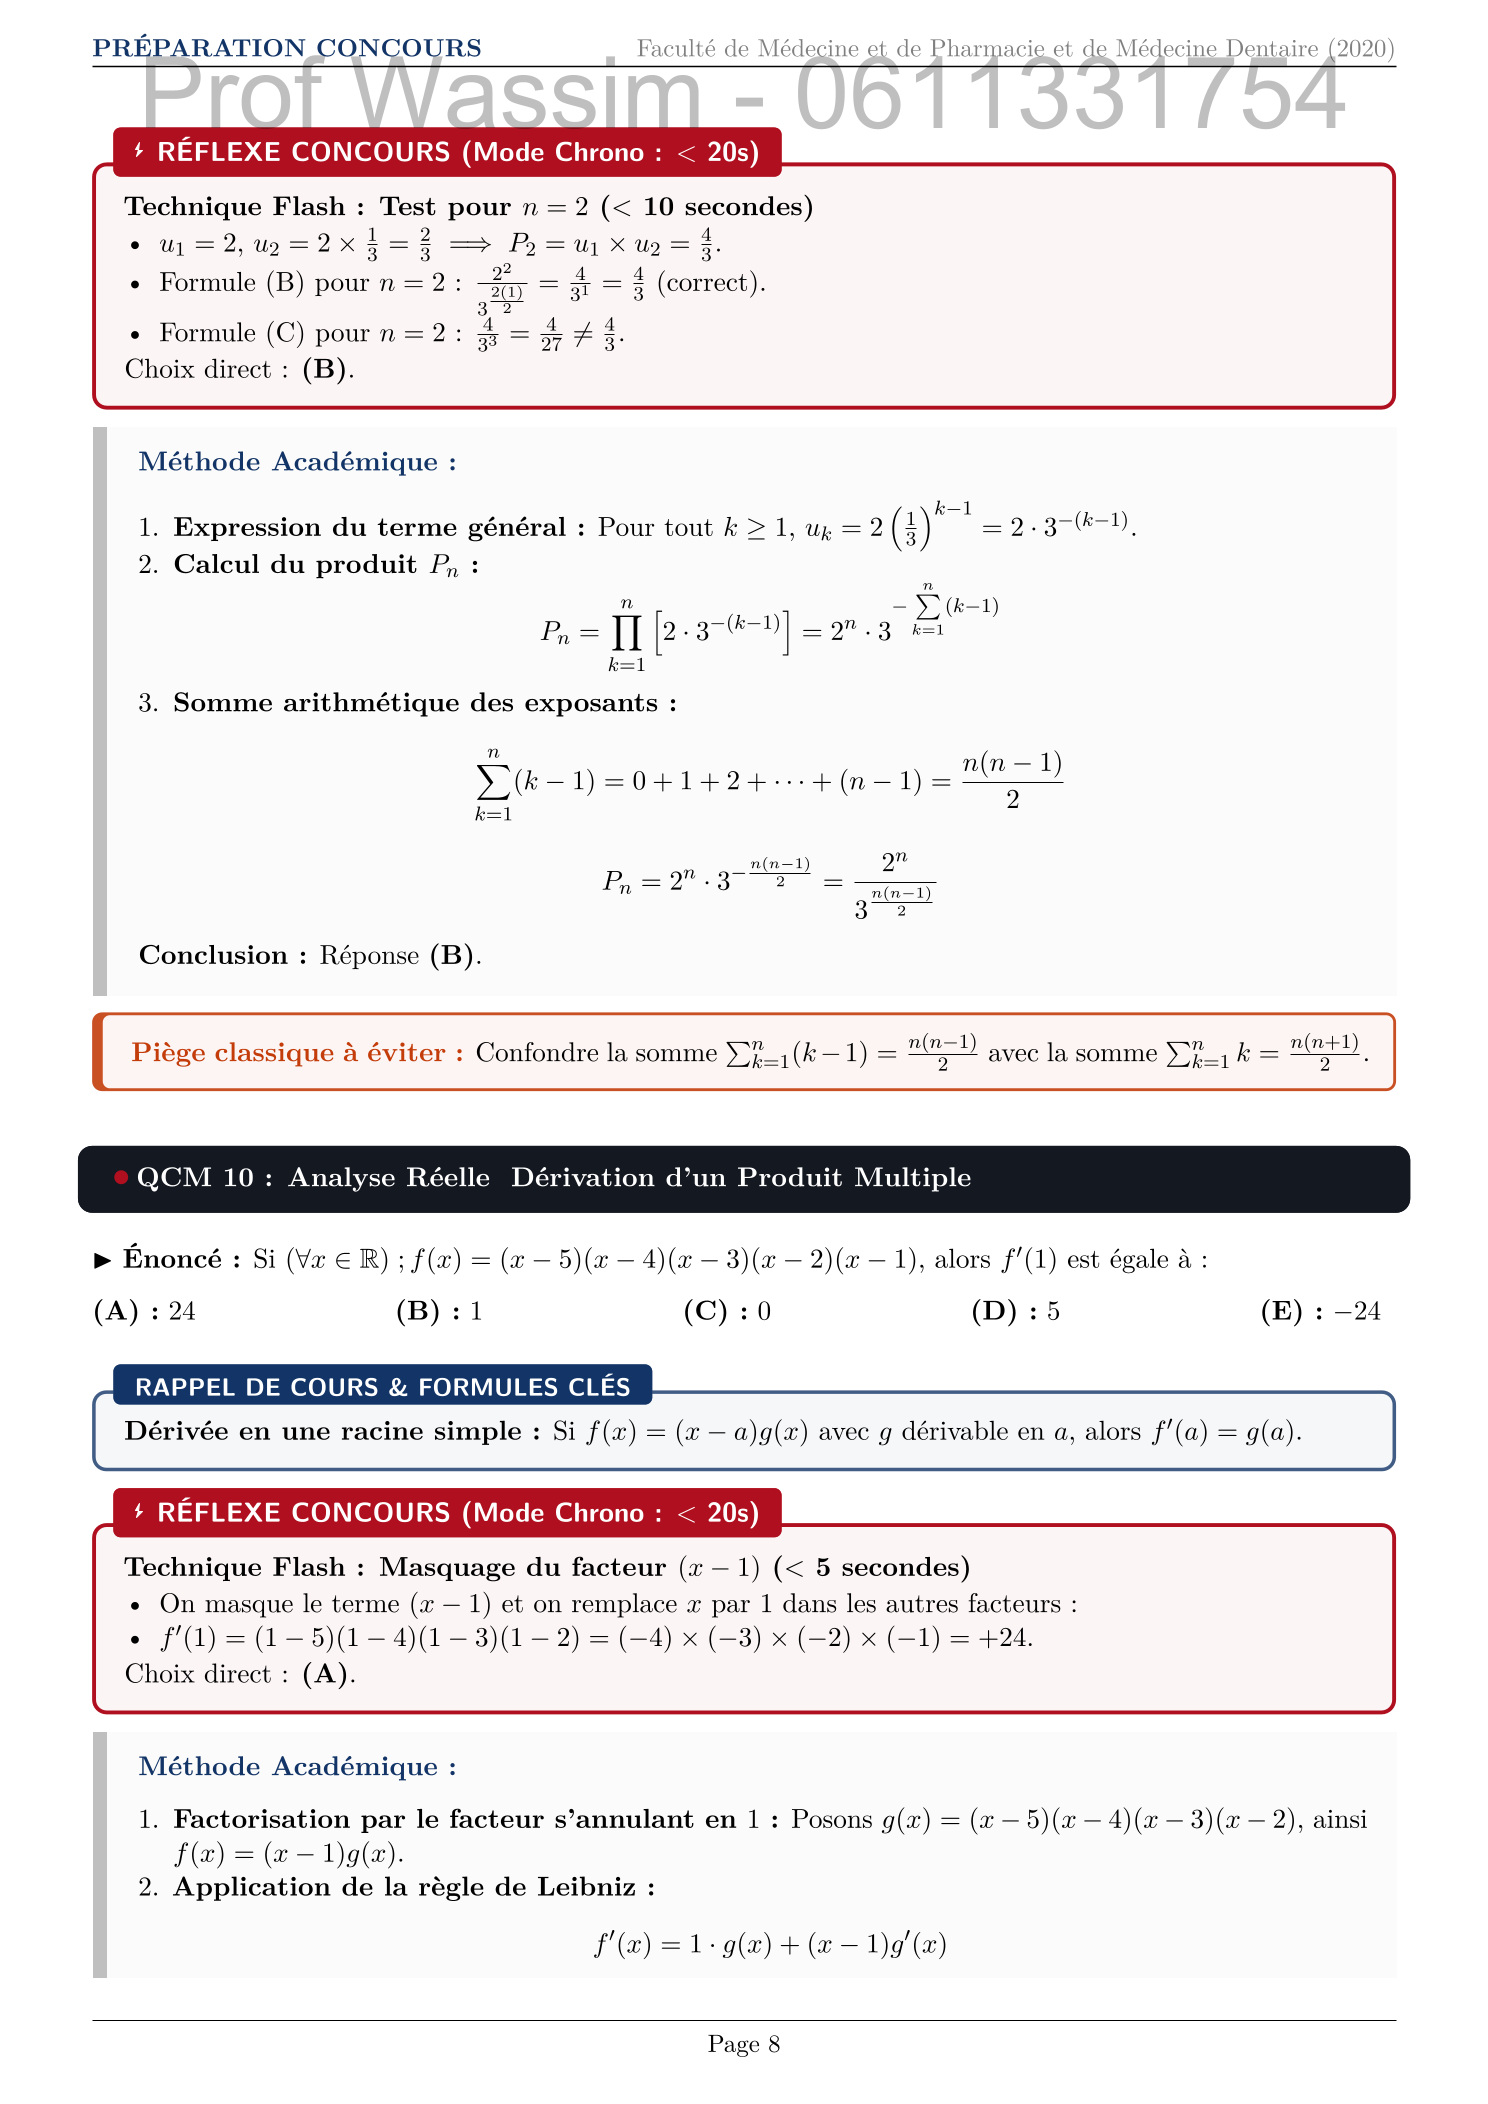 PRÉPARATION CONCOURS Faculté de Médecine et de Pharmacie et de Médecine Dentaire (2020)
Prof Wassim - 0611331754
RÉFLEXE CONCOURS (Mode Chrono : < 20s)
Technique Flash : Test pour n = 2 (< 10 secondes)
• u₁ = 2, u₂ = 2 × 1/3 = 2/3 ⟹ P₂ = u₁ × u₂ = 4/3.
• Formule (B) pour n = 2 : 2²/3^(2(1)/2) = 4/3¹ = 4/3 (correct).
• Formule (C) pour n = 2 : 4/3³ = 4/27 ≠ 4/3.
Choix direct : (B).
Méthode Académique :
1. Expression du terme général : Pour tout k ≥ 1, u_k = 2 (1/3)^(k−1) = 2 · 3^(−(k−1)).
2. Calcul du produit Pₙ :
Pₙ = ∏_{k=1}^{n} [2 · 3^(−(k−1))] = 2ⁿ · 3^(−∑_{k=1}^{n}(k−1))
3. Somme arithmétique des exposants :
∑_{k=1}^{n} (k − 1) = 0 + 1 + 2 + ··· + (n − 1) = n(n − 1)/2
Pₙ = 2ⁿ · 3^(−n(n−1)/2) = 2ⁿ/3^(n(n−1)/2)
Conclusion : Réponse (B).
Piège classique à éviter : Confondre la somme ∑_{k=1}^{n}(k − 1) = n(n−1)/2 avec la somme ∑_{k=1}^{n} k = n(n+1)/2.
● QCM 10 : Analyse Réelle Dérivation d'un Produit Multiple
▶ Énoncé : Si (∀x ∈ ℝ) ; f(x) = (x − 5)(x − 4)(x − 3)(x − 2)(x − 1), alors f′(1) est égale à :
(A) : 24 (B) : 1 (C) : 0 (D) : 5 (E) : −24
RAPPEL DE COURS & FORMULES CLÉS
Dérivée en une racine simple : Si f(x) = (x − a)g(x) avec g dérivable en a, alors f′(a) = g(a).
RÉFLEXE CONCOURS (Mode Chrono : < 20s)
Technique Flash : Masquage du facteur (x − 1) (< 5 secondes)
• On masque le terme (x − 1) et on remplace x par 1 dans les autres facteurs :
• f′(1) = (1 − 5)(1 − 4)(1 − 3)(1 − 2) = (−4) × (−3) × (−2) × (−1) = +24.
Choix direct : (A).
Méthode Académique :
1. Factorisation par le facteur s'annulant en 1 : Posons g(x) = (x − 5)(x − 4)(x − 3)(x − 2), ainsi
f(x) = (x − 1)g(x).
2. Application de la règle de Leibniz :
f′(x) = 1 · g(x) + (x − 1)g′(x)
Page 8